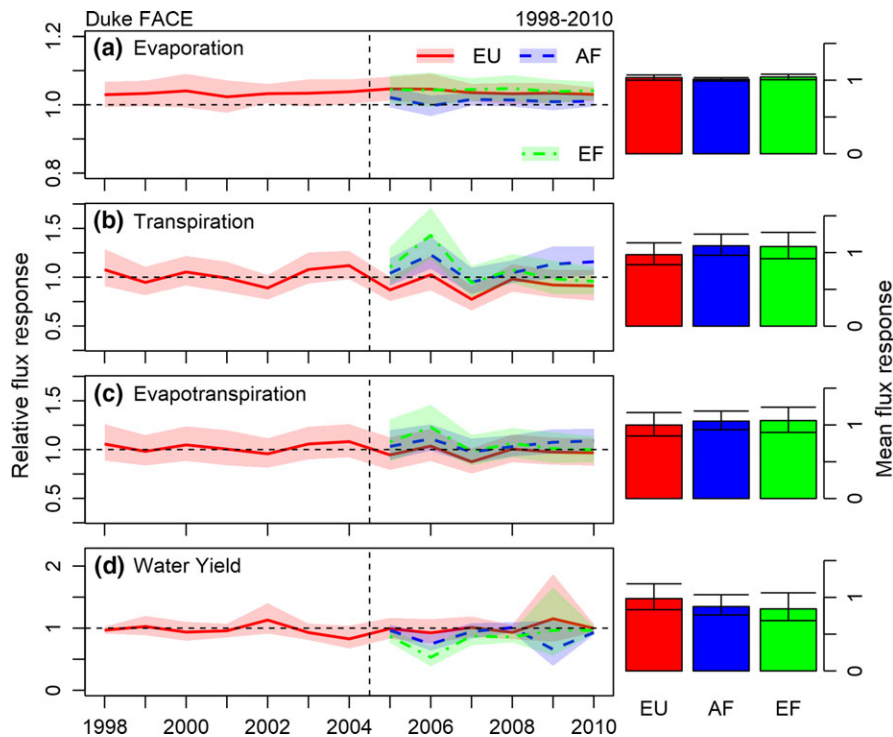 Duke FACE 1998-2010
(a) Evaporation
EU AF
EF
1.2
1.0
0.8
1
0
(b) Transpiration
1.5
1.0
0.5
1
0
(c) Evapotranspiration
1.5
1.0
0.5
1
0
(d) Water Yield
2
1
0
1
0
Relative flux response
Mean flux response
1998 2000 2002 2004 2006 2008 2010
EU AF EF